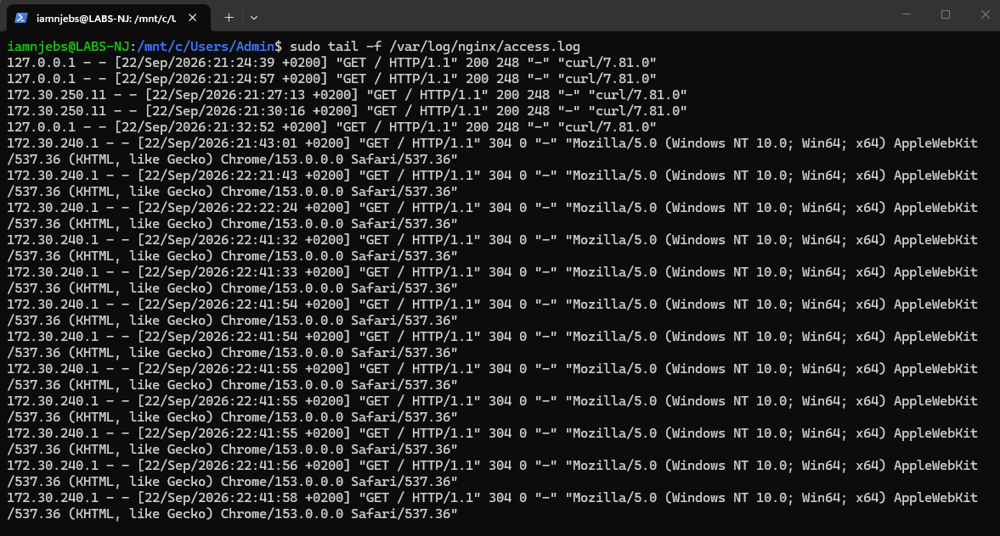 iamnjebs@LABS-NJ: /mnt/c/U
iamnjebs@LABS-NJ:/mnt/c/Users/Admin$ sudo tail -f /var/log/nginx/access.log
127.0.0.1 - - [22/Sep/2026:21:24:39 +0200] "GET / HTTP/1.1" 200 248 "-" "curl/7.81.0"
127.0.0.1 - - [22/Sep/2026:21:24:57 +0200] "GET / HTTP/1.1" 200 248 "-" "curl/7.81.0"
172.30.250.11 - - [22/Sep/2026:21:27:13 +0200] "GET / HTTP/1.1" 200 248 "-" "curl/7.81.0"
172.30.250.11 - - [22/Sep/2026:21:30:16 +0200] "GET / HTTP/1.1" 200 248 "-" "curl/7.81.0"
127.0.0.1 - - [22/Sep/2026:21:32:52 +0200] "GET / HTTP/1.1" 200 248 "-" "curl/7.81.0"
172.30.240.1 - - [22/Sep/2026:21:43:01 +0200] "GET / HTTP/1.1" 304 0 "-" "Mozilla/5.0 (Windows NT 10.0; Win64; x64) AppleWebKit
/537.36 (KHTML, like Gecko) Chrome/153.0.0.0 Safari/537.36"
172.30.240.1 - - [22/Sep/2026:22:21:43 +0200] "GET / HTTP/1.1" 304 0 "-" "Mozilla/5.0 (Windows NT 10.0; Win64; x64) AppleWebKit
/537.36 (KHTML, like Gecko) Chrome/153.0.0.0 Safari/537.36"
172.30.240.1 - - [22/Sep/2026:22:22:24 +0200] "GET / HTTP/1.1" 304 0 "-" "Mozilla/5.0 (Windows NT 10.0; Win64; x64) AppleWebKit
/537.36 (KHTML, like Gecko) Chrome/153.0.0.0 Safari/537.36"
172.30.240.1 - - [22/Sep/2026:22:41:32 +0200] "GET / HTTP/1.1" 304 0 "-" "Mozilla/5.0 (Windows NT 10.0; Win64; x64) AppleWebKit
/537.36 (KHTML, like Gecko) Chrome/153.0.0.0 Safari/537.36"
172.30.240.1 - - [22/Sep/2026:22:41:33 +0200] "GET / HTTP/1.1" 304 0 "-" "Mozilla/5.0 (Windows NT 10.0; Win64; x64) AppleWebKit
/537.36 (KHTML, like Gecko) Chrome/153.0.0.0 Safari/537.36"
172.30.240.1 - - [22/Sep/2026:22:41:54 +0200] "GET / HTTP/1.1" 304 0 "-" "Mozilla/5.0 (Windows NT 10.0; Win64; x64) AppleWebKit
/537.36 (KHTML, like Gecko) Chrome/153.0.0.0 Safari/537.36"
172.30.240.1 - - [22/Sep/2026:22:41:54 +0200] "GET / HTTP/1.1" 304 0 "-" "Mozilla/5.0 (Windows NT 10.0; Win64; x64) AppleWebKit
/537.36 (KHTML, like Gecko) Chrome/153.0.0.0 Safari/537.36"
172.30.240.1 - - [22/Sep/2026:22:41:55 +0200] "GET / HTTP/1.1" 304 0 "-" "Mozilla/5.0 (Windows NT 10.0; Win64; x64) AppleWebKit
/537.36 (KHTML, like Gecko) Chrome/153.0.0.0 Safari/537.36"
172.30.240.1 - - [22/Sep/2026:22:41:55 +0200] "GET / HTTP/1.1" 304 0 "-" "Mozilla/5.0 (Windows NT 10.0; Win64; x64) AppleWebKit
/537.36 (KHTML, like Gecko) Chrome/153.0.0.0 Safari/537.36"
172.30.240.1 - - [22/Sep/2026:22:41:55 +0200] "GET / HTTP/1.1" 304 0 "-" "Mozilla/5.0 (Windows NT 10.0; Win64; x64) AppleWebKit
/537.36 (KHTML, like Gecko) Chrome/153.0.0.0 Safari/537.36"
172.30.240.1 - - [22/Sep/2026:22:41:56 +0200] "GET / HTTP/1.1" 304 0 "-" "Mozilla/5.0 (Windows NT 10.0; Win64; x64) AppleWebKit
/537.36 (KHTML, like Gecko) Chrome/153.0.0.0 Safari/537.36"
172.30.240.1 - - [22/Sep/2026:22:41:58 +0200] "GET / HTTP/1.1" 304 0 "-" "Mozilla/5.0 (Windows NT 10.0; Win64; x64) AppleWebKit
/537.36 (KHTML, like Gecko) Chrome/153.0.0.0 Safari/537.36"